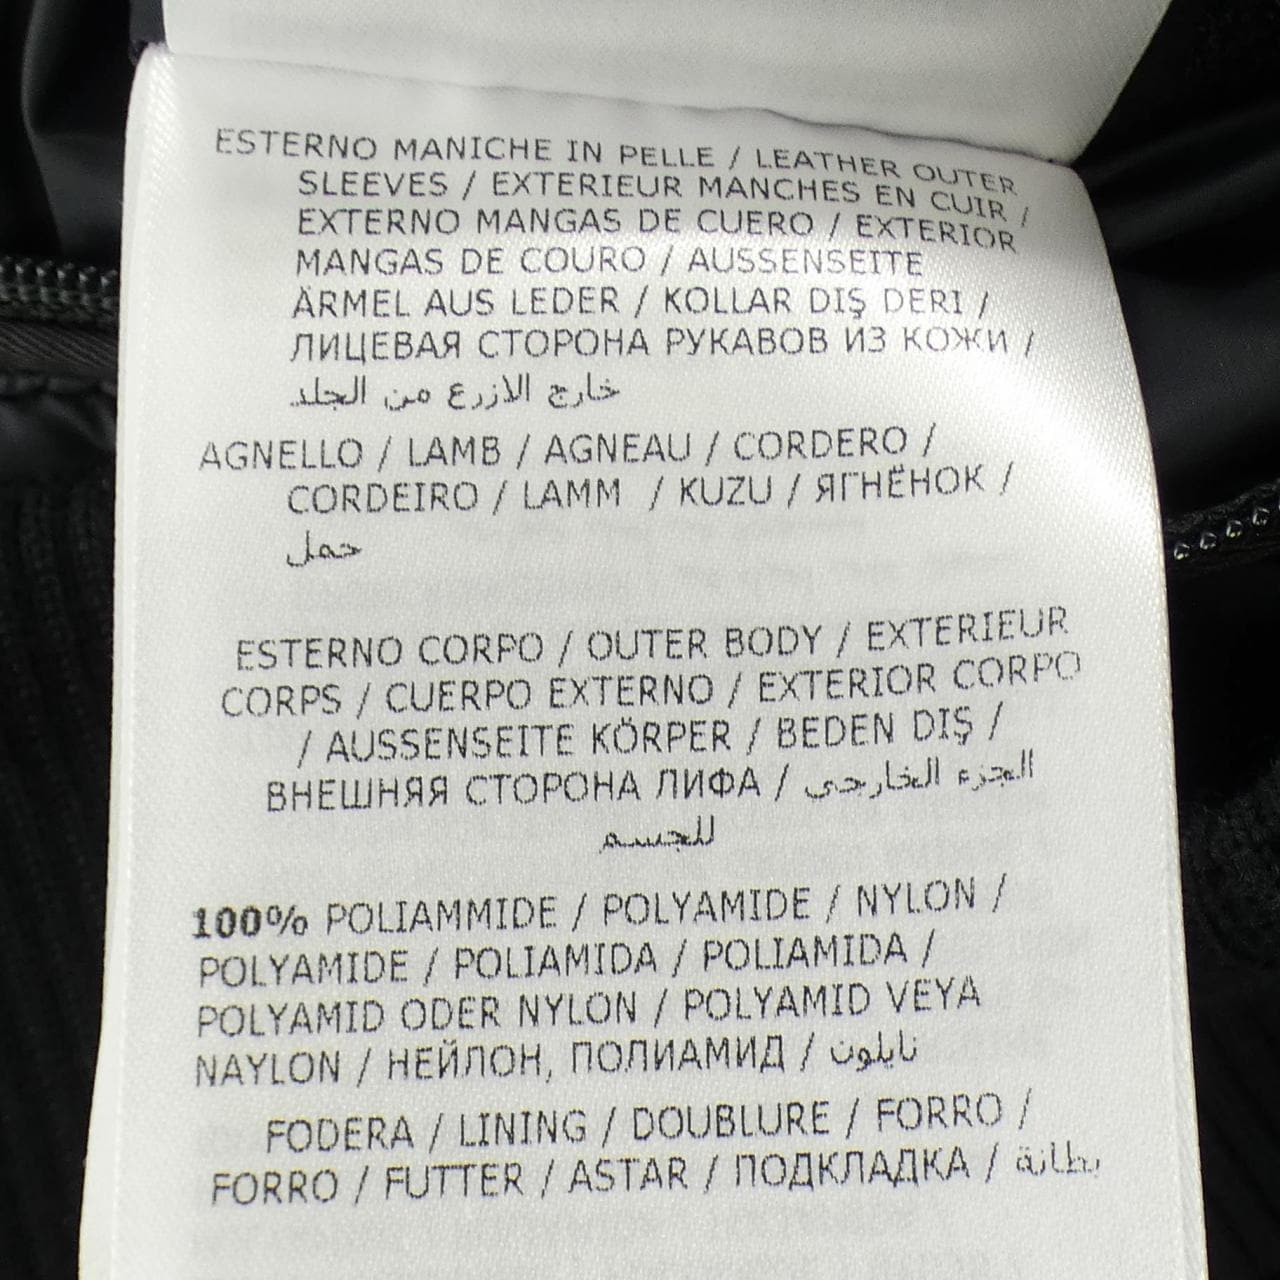 ESTERNO MANICHE IN PELLE / LEATHER OUTER
SLEEVES / EXTERIEUR MANCHES EN CUIR /
EXTERNO MANGAS DE CUERO / EXTERIOR
MANGAS DE COURO / AUSSENSEITE
ÄRMEL AUS LEDER / KOLLAR DIŞ DERI /
ЛИЦЕВАЯ СТОРОНА РУКАВОВ ИЗ КОЖИ /
خارج الازرع من الجلد
AGNELLO / LAMB / AGNEAU / CORDERO /
CORDEIRO / LAMM / KUZU / ЯГНЁНОК /
حمل
ESTERNO CORPO / OUTER BODY / EXTERIEUR
CORPS / CUERPO EXTERNO / EXTERIOR CORPO
/ AUSSENSEITE KÖRPER / BEDEN DIŞ /
ВНЕШНЯЯ СТОРОНА ЛИФА / الجزء الخارجى
للجسم
100% POLIAMMIDE / POLYAMIDE / NYLON /
POLYAMIDE / POLIAMIDA / POLIAMIDA /
POLYAMID ODER NYLON / POLYAMID VEYA
NAYLON / НЕЙЛОН, ПОЛИАМИД / نايلون
FODERA / LINING / DOUBLURE / FORRO /
FORRO / FUTTER / ASTAR / ПОДКЛАДКА / بطانة